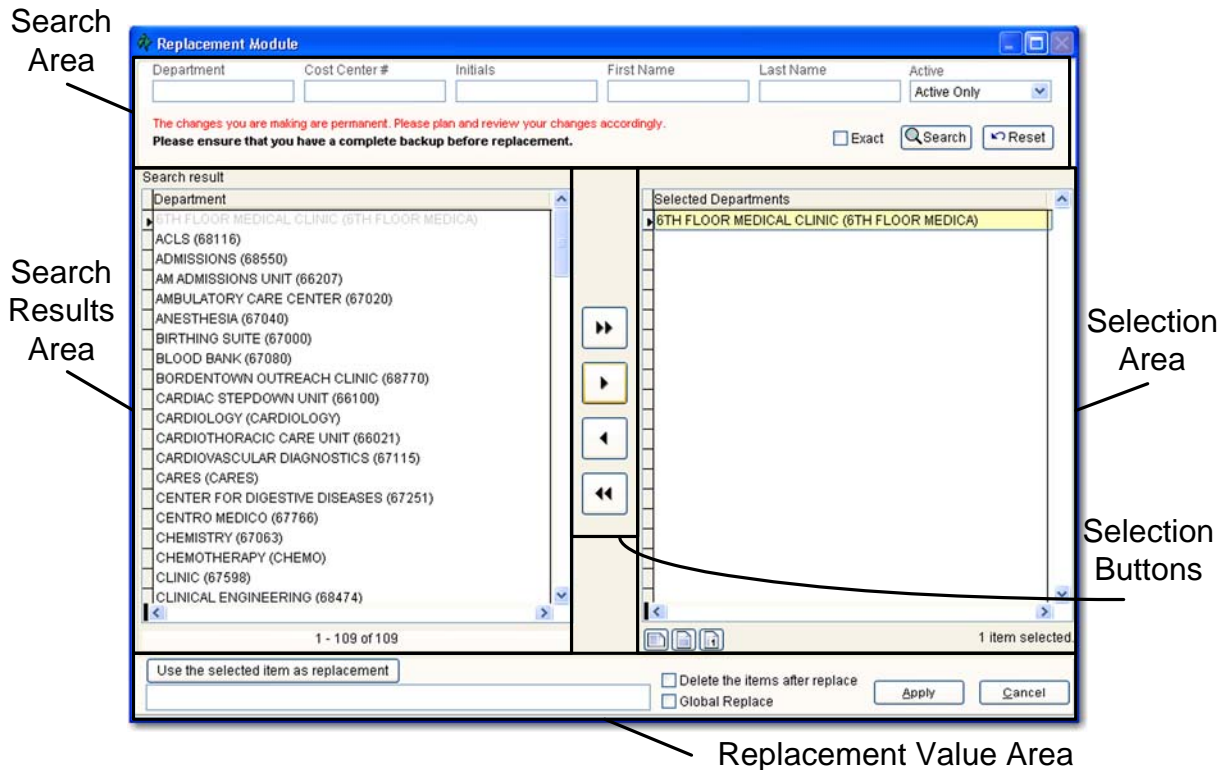 Search
Area
Replacement Module
Department Cost Center # Initials First Name Last Name Active
Active Only
The changes you are making are permanent. Please plan and review your changes accordingly.
Please ensure that you have a complete backup before replacement.
Exact Search Reset
Search result
Department
6TH FLOOR MEDICAL CLINIC (6TH FLOOR MEDICA)
ACLS (68116)
ADMISSIONS (68550)
AM ADMISSIONS UNIT (66207)
AMBULATORY CARE CENTER (67020)
ANESTHESIA (67040)
BIRTHING SUITE (67000)
BLOOD BANK (67080)
BORDENTOWN OUTREACH CLINIC (68770)
CARDIAC STEPDOWN UNIT (66100)
CARDIOLOGY (CARDIOLOGY)
CARDIOTHORACIC CARE UNIT (66021)
CARDIOVASCULAR DIAGNOSTICS (67115)
CARES (CARES)
CENTER FOR DIGESTIVE DISEASES (67251)
CENTRO MEDICO (67766)
CHEMISTRY (67063)
CHEMOTHERAPY (CHEMO)
CLINIC (67598)
CLINICAL ENGINEERING (68474)
1 - 109 of 109
Selected Departments
6TH FLOOR MEDICAL CLINIC (6TH FLOOR MEDICA)
1 item selected.
Search
Results
Area
Selection
Area
Selection
Buttons
Use the selected item as replacement
Delete the items after replace
Global Replace
Apply Cancel
Replacement Value Area